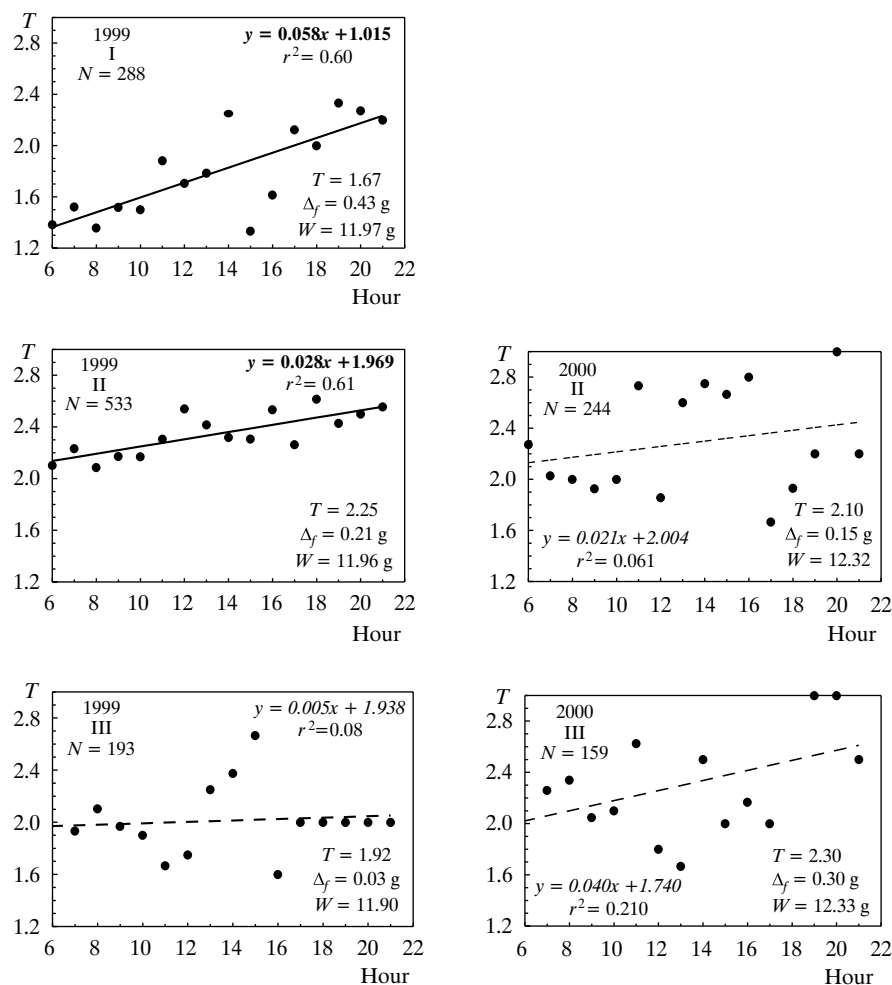 T
2.8
2.4
2.0
1.6
1.2
1999
I
N = 288
y = 0.058x + 1.015
r² = 0.60
T = 1.67
Δf = 0.43 g
W = 11.97 g
6 8 10 12 14 16 18 20 22
Hour
T
2.8
2.4
2.0
1.6
1.2
1999
II
N = 533
y = 0.028x + 1.969
r² = 0.61
T = 2.25
Δf = 0.21 g
W = 11.96 g
6 8 10 12 14 16 18 20 22
Hour
T
2.8
2.4
2.0
1.6
1.2
2000
II
N = 244
y = 0.021x + 2.004
r² = 0.061
T = 2.10
Δf = 0.15 g
W = 12.32
6 8 10 12 14 16 18 20 22
Hour
T
2.8
2.4
2.0
1.6
1.2
1999
III
N = 193
y = 0.005x + 1.938
r²=0.08
T = 1.92
Δf = 0.03 g
W = 11.90
6 8 10 12 14 16 18 20 22
Hour
T
2.8
2.4
2.0
1.6
1.2
2000
III
N = 159
y = 0.040x + 1.740
r² = 0.210
T = 2.30
Δf = 0.30 g
W = 12.33 g
6 8 10 12 14 16 18 20 22
Hour